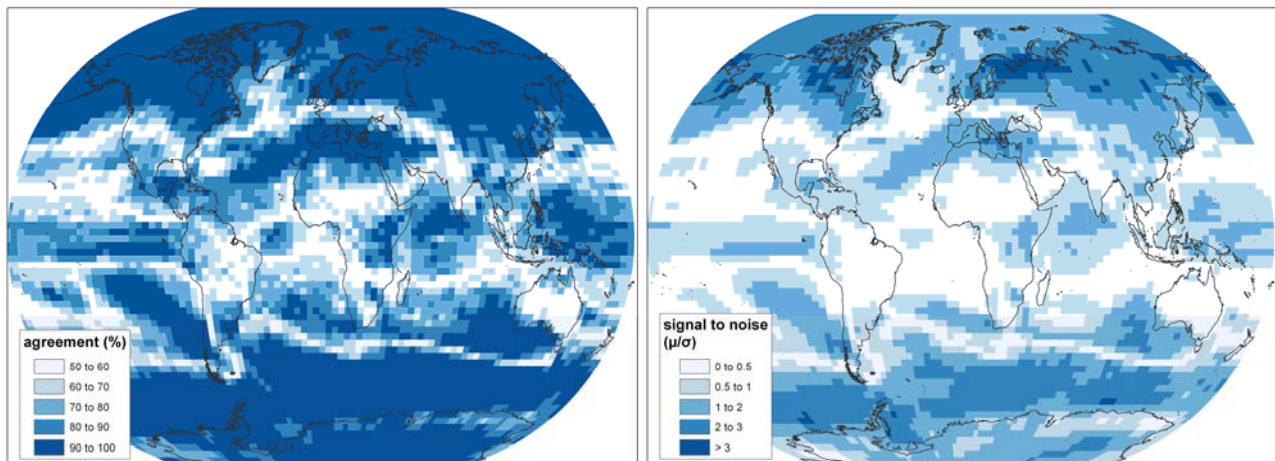 agreement (%)
50 to 60
60 to 70
70 to 80
80 to 90
90 to 100
signal to noise
(μ/σ)
0 to 0.5
0.5 to 1
1 to 2
2 to 3
> 3